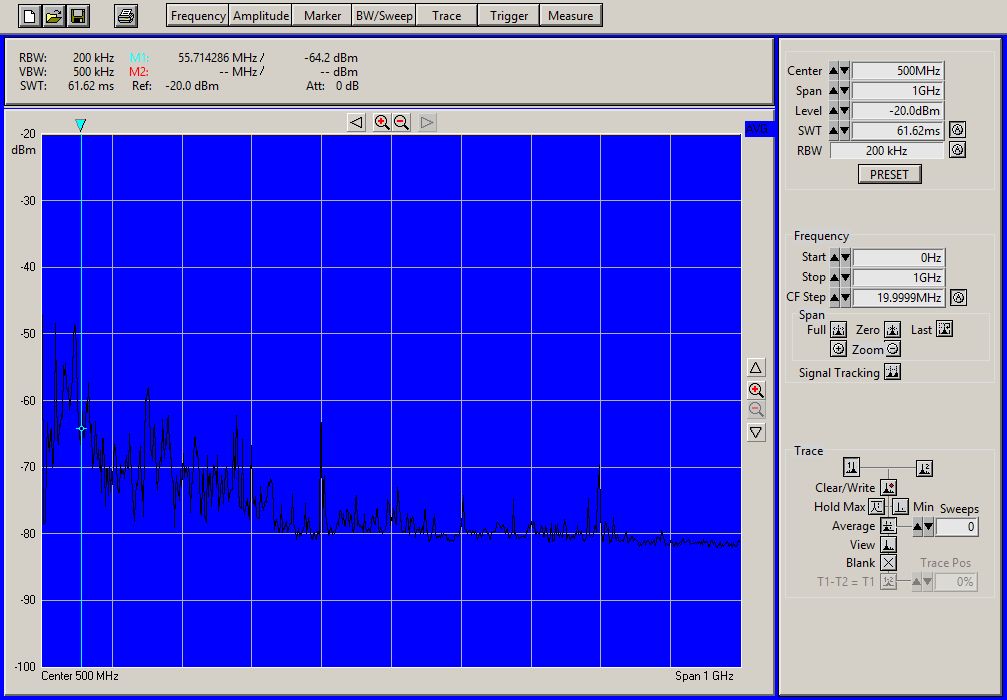 Frequency Amplitude Marker BW/Sweep Trace Trigger Measure
RBW: 200 kHz M1: 55.714286 MHz / -64.2 dBm
VBW: 500 kHz M2: -- MHz / -- dBm
SWT: 61.62 ms Ref: -20.0 dBm Att: 0 dB
AVG
-20
dBm
-30
-40
-50
-60
-70
-80
-90
-100
Center 500 MHz Span 1 GHz
Center 500MHz
Span 1GHz
Level -20.0dBm
SWT 61.62ms
RBW 200 kHz
PRESET
Frequency
Start 0Hz
Stop 1GHz
CF Step 19.9999MHz
Span
Full Zero Last
Zoom
Signal Tracking
Trace
1 2
Clear/Write
Hold Max Min Sweeps
Average 0
View
Blank Trace Pos
T1-T2 = T1 0%